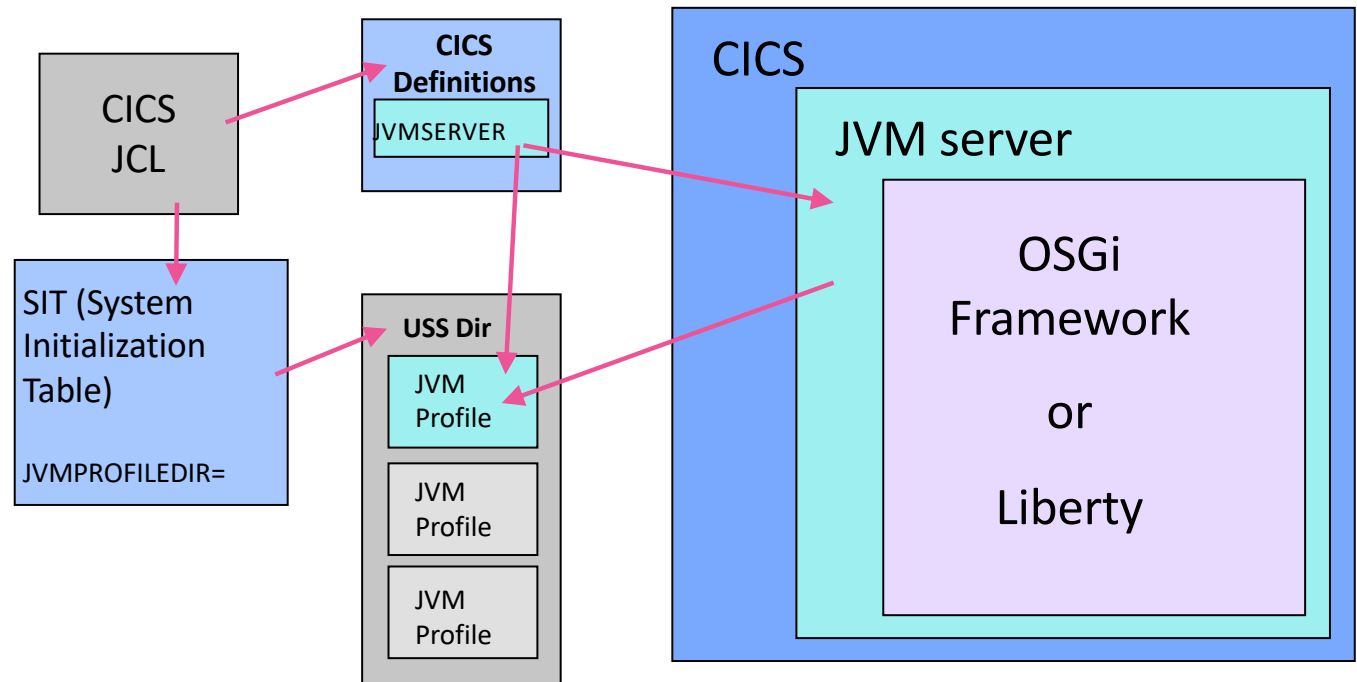 CICS
JCL
CICS
Definitions
JVMSERVER
SIT (System
Initialization
Table)
JVMPROFILEDIR=
USS Dir
JVM
Profile
JVM
Profile
JVM
Profile
CICS
JVM server
OSGi
Framework
or
Liberty